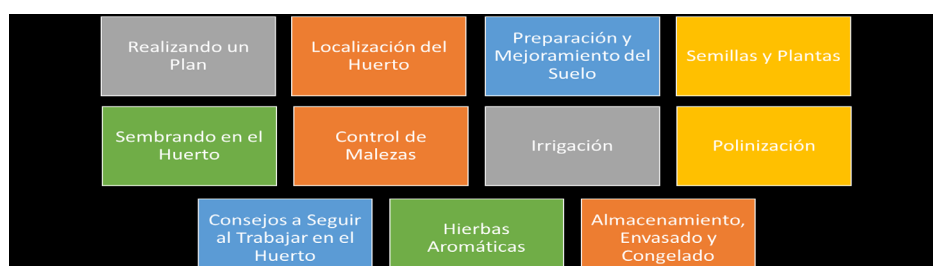 Realizando un
Plan
Localización del
Huerto
Preparación y
Mejoramiento del
Suelo
Semillas y Plantas
Sembrando en el
Huerto
Control de
Malezas
Irrigación
Polinización
Consejos a Seguir
al Trabajar en el
Huerto
Hierbas
Aromáticas
Almacenamiento,
Envasado y
Congelado